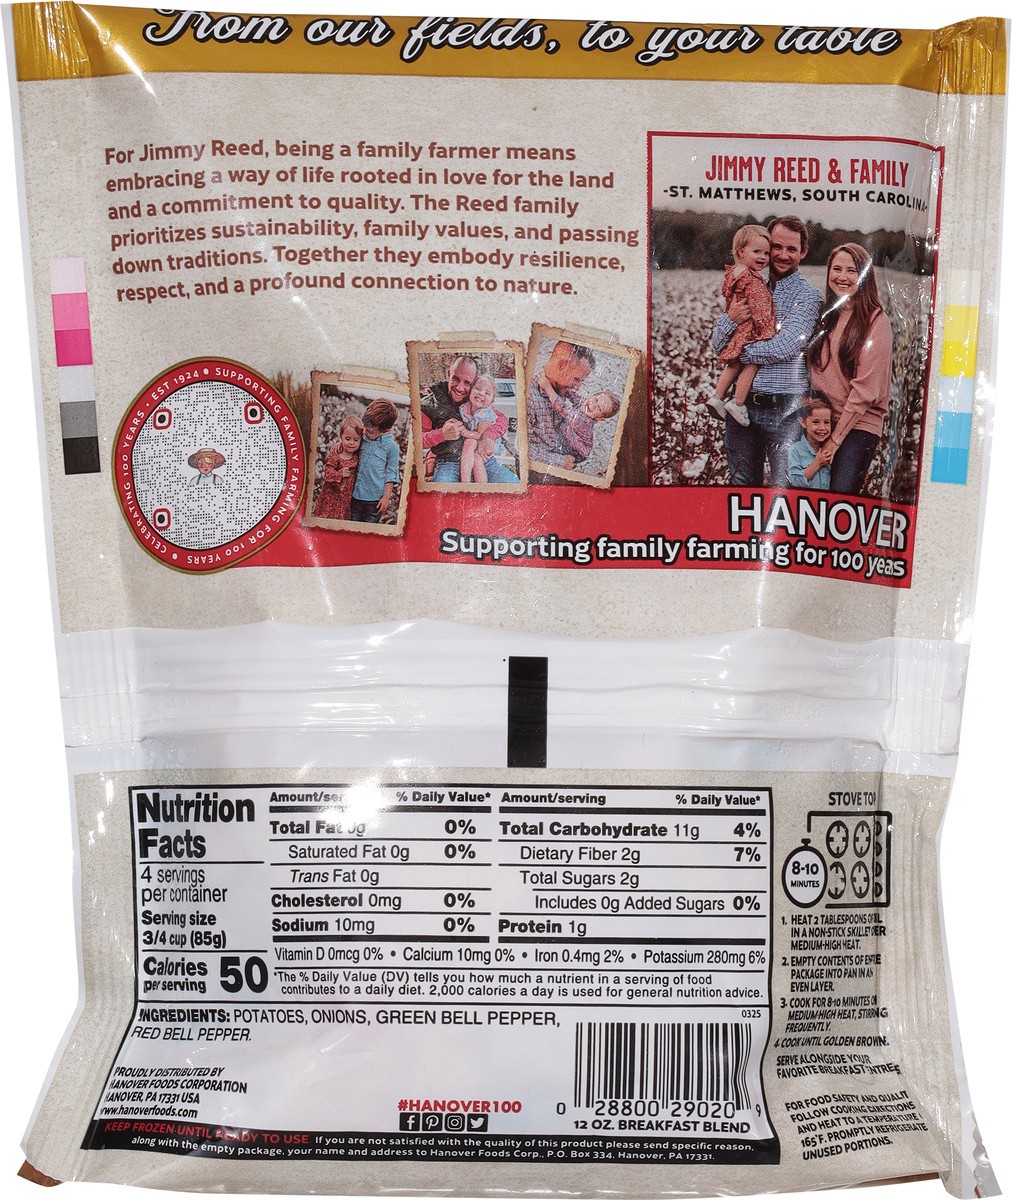 From our fields, to your table
For Jimmy Reed, being a family farmer means
embracing a way of life rooted in love for the land
and a commitment to quality. The Reed family
prioritizes sustainability, family values, and passing
down traditions. Together they embody resilience,
respect, and a profound connection to nature.
JIMMY REED & FAMILY
-ST. MATTHEWS, SOUTH CAROLINA-
CELEBRATING 100 YEARS • EST 1924 • SUPPORTING FAMILY FARMING FOR 100 YEARS •
HANOVER
Supporting family farming for 100 yeas
Nutrition
Facts
4 servings
per container
Serving size
3/4 cup (85g)
Calories
per serving 50
Amount/ser % Daily Value*
Total Fat 0g 0%
Saturated Fat 0g 0%
Trans Fat 0g
Cholesterol 0mg 0%
Sodium 10mg 0%
Amount/serving % Daily Value*
Total Carbohydrate 11g 4%
Dietary Fiber 2g 7%
Total Sugars 2g
Includes 0g Added Sugars 0%
Protein 1g
Vitamin D 0mcg 0% • Calcium 10mg 0% • Iron 0.4mg 2% • Potassium 280mg 6%
*The % Daily Value (DV) tells you how much a nutrient in a serving of food
contributes to a daily diet. 2,000 calories a day is used for general nutrition advice.
INGREDIENTS: POTATOES, ONIONS, GREEN BELL PEPPER,
RED BELL PEPPER.
0325
PROUDLY DISTRIBUTED BY
HANOVER FOODS CORPORATION
HANOVER, PA 17331 USA
www.hanoverfoods.com
#HANOVER100
0 28800 29020 9
12 OZ. BREAKFAST BLEND
KEEP FROZEN UNTIL READY TO USE. If you are not satisfied with the quality of this product please send specific reason,
along with the empty package, your name and address to Hanover Foods Corp., P.O. Box 334, Hanover, PA 17331.
STOVE TOP
8-10
MINUTES
1. HEAT 2 TABLESPOONS OIL
IN A NON-STICK SKILLET OVER
MEDIUM-HIGH HEAT.
2. EMPTY CONTENTS OF ENTIRE
PACKAGE INTO PAN IN AN
EVEN LAYER.
3. COOK FOR 8-10 MINUTES ON
MEDIUM HIGH HEAT, STIRRING
FREQUENTLY.
4. COOK UNTIL GOLDEN BROWN.
SERVE ALONGSIDE YOUR
FAVORITE BREAKFAST ENTREE
FOR FOOD SAFETY AND QUALIT
FOLLOW COOKING DIRECTIONS
AND HEAT TO A TEMPERATURE
165°F. PROMPTLY REFRIGERATE
UNUSED PORTIONS.